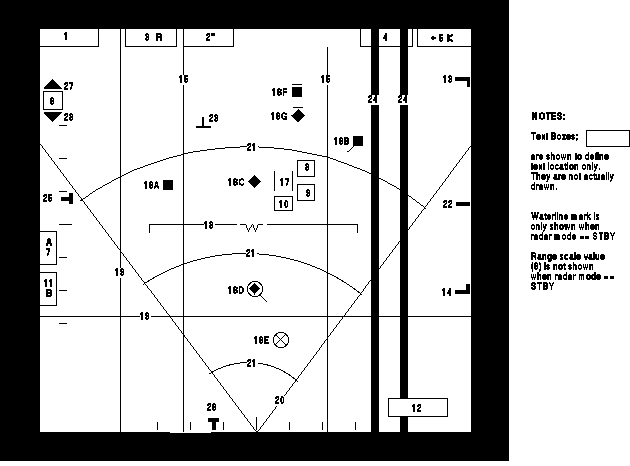 1
3 R
2"
4
+5 K
15
15
16F
13
27
6
24
24
16G
28
23
16B
21
16A
16C
8
17
9
25
10
22
18
A
7
21
19
11
B
16D
14
19
16E
21
20
26
12
NOTES:
Text Boxes;
are shown to define
text location only.
They are not actually
drawn.
Waterline mark is
only shown when
radar mode == STBY
Range scale value
(6) is not shown
when radar mode ==
STBY